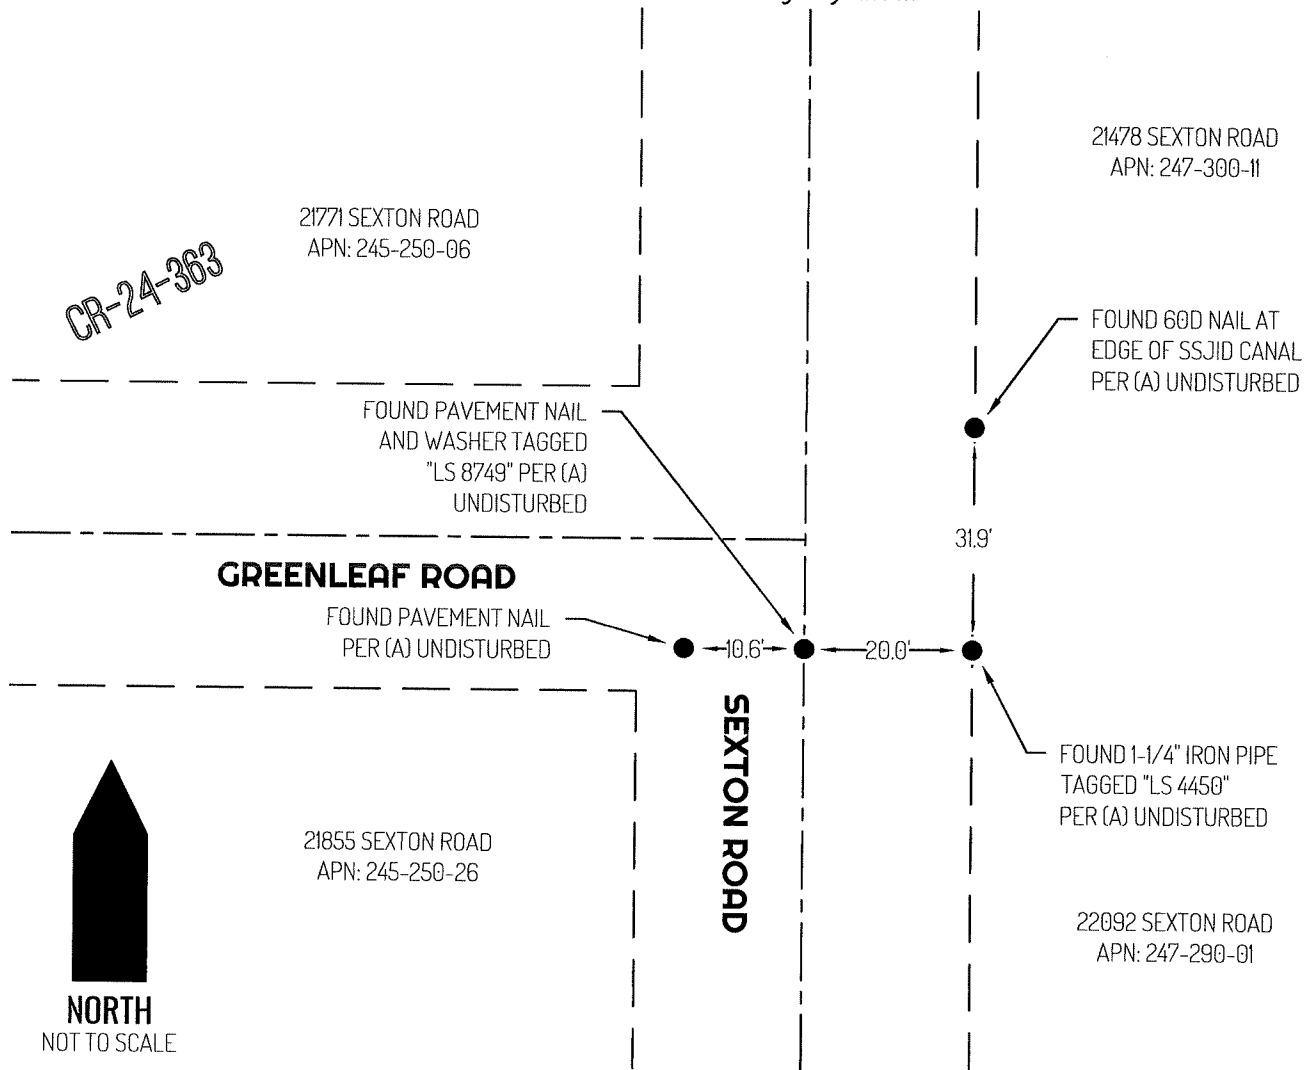 21478 SEXTON ROAD
APN: 247-300-11
21771 SEXTON ROAD
APN: 245-250-06
CR-24-363
FOUND 60D NAIL AT
EDGE OF SSJID CANAL
PER (A) UNDISTURBED
FOUND PAVEMENT NAIL
AND WASHER TAGGED
"LS 8749" PER (A)
UNDISTURBED
31.9'
GREENLEAF ROAD
FOUND PAVEMENT NAIL
PER (A) UNDISTURBED
10.6'
20.0'
SEXTON ROAD
FOUND 1-1/4" IRON PIPE
TAGGED "LS 4450"
PER (A) UNDISTURBED
21855 SEXTON ROAD
APN: 245-250-26
22092 SEXTON ROAD
APN: 247-290-01
NORTH
NOT TO SCALE